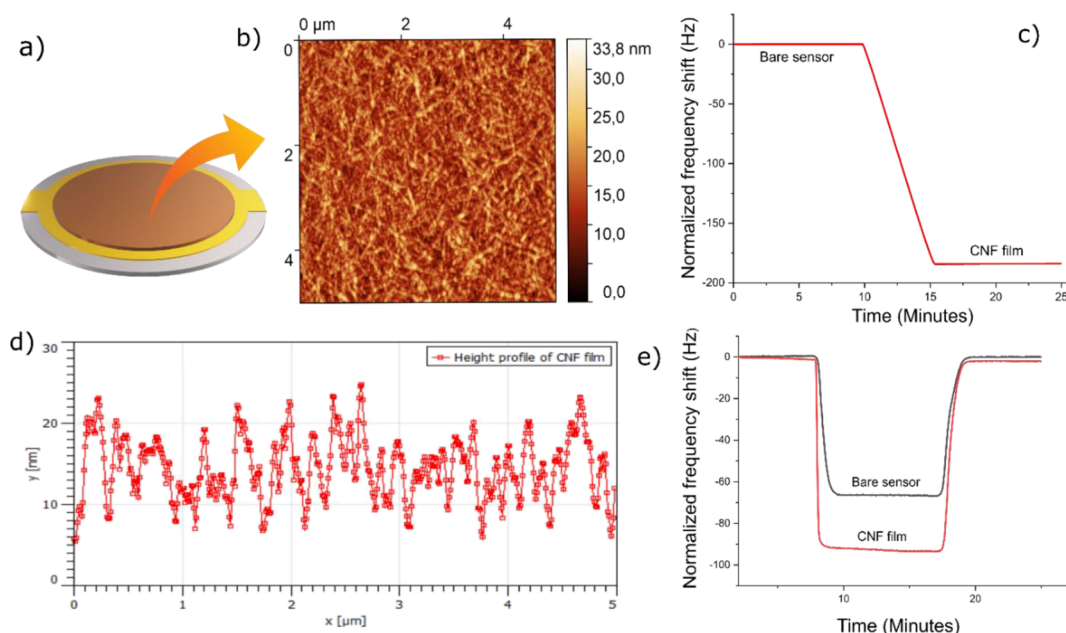 a)
b)
0 µm 2 4
0
2
4
33,8 nm
30,0
25,0
20,0
15,0
10,0
0,0
c)
Normalized frequency shift (Hz)
0
-50
-100
-150
-200
Bare sensor
CNF film
0 5 10 15 20 25
Time (Minutes)
d)
Height profile of CNF film
y [nm]
30
20
10
0
0 1 2 3 4 5
x [µm]
e)
Normalized frequency shift (Hz)
0
-20
-40
-60
-80
-100
Bare sensor
CNF film
10 20
Time (Minutes)